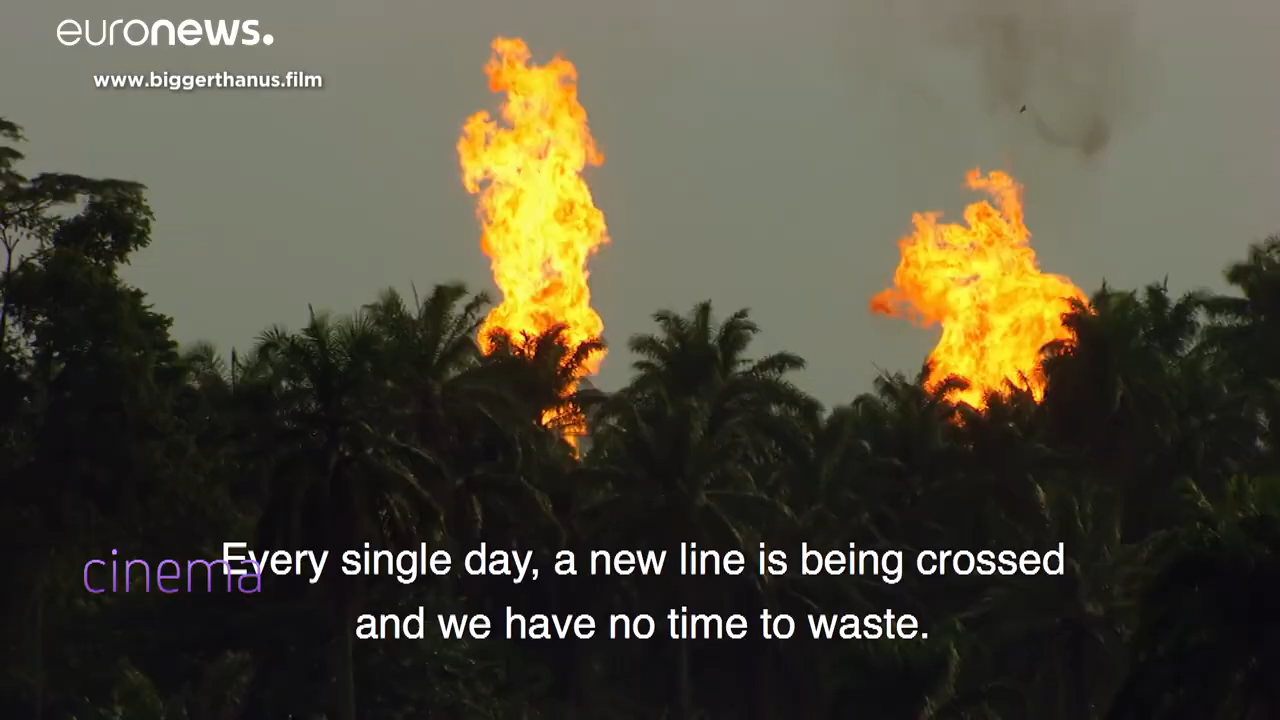 euronews.
www.biggerthanus.film
cinema
Every single day, a new line is being crossed
and we have no time to waste.